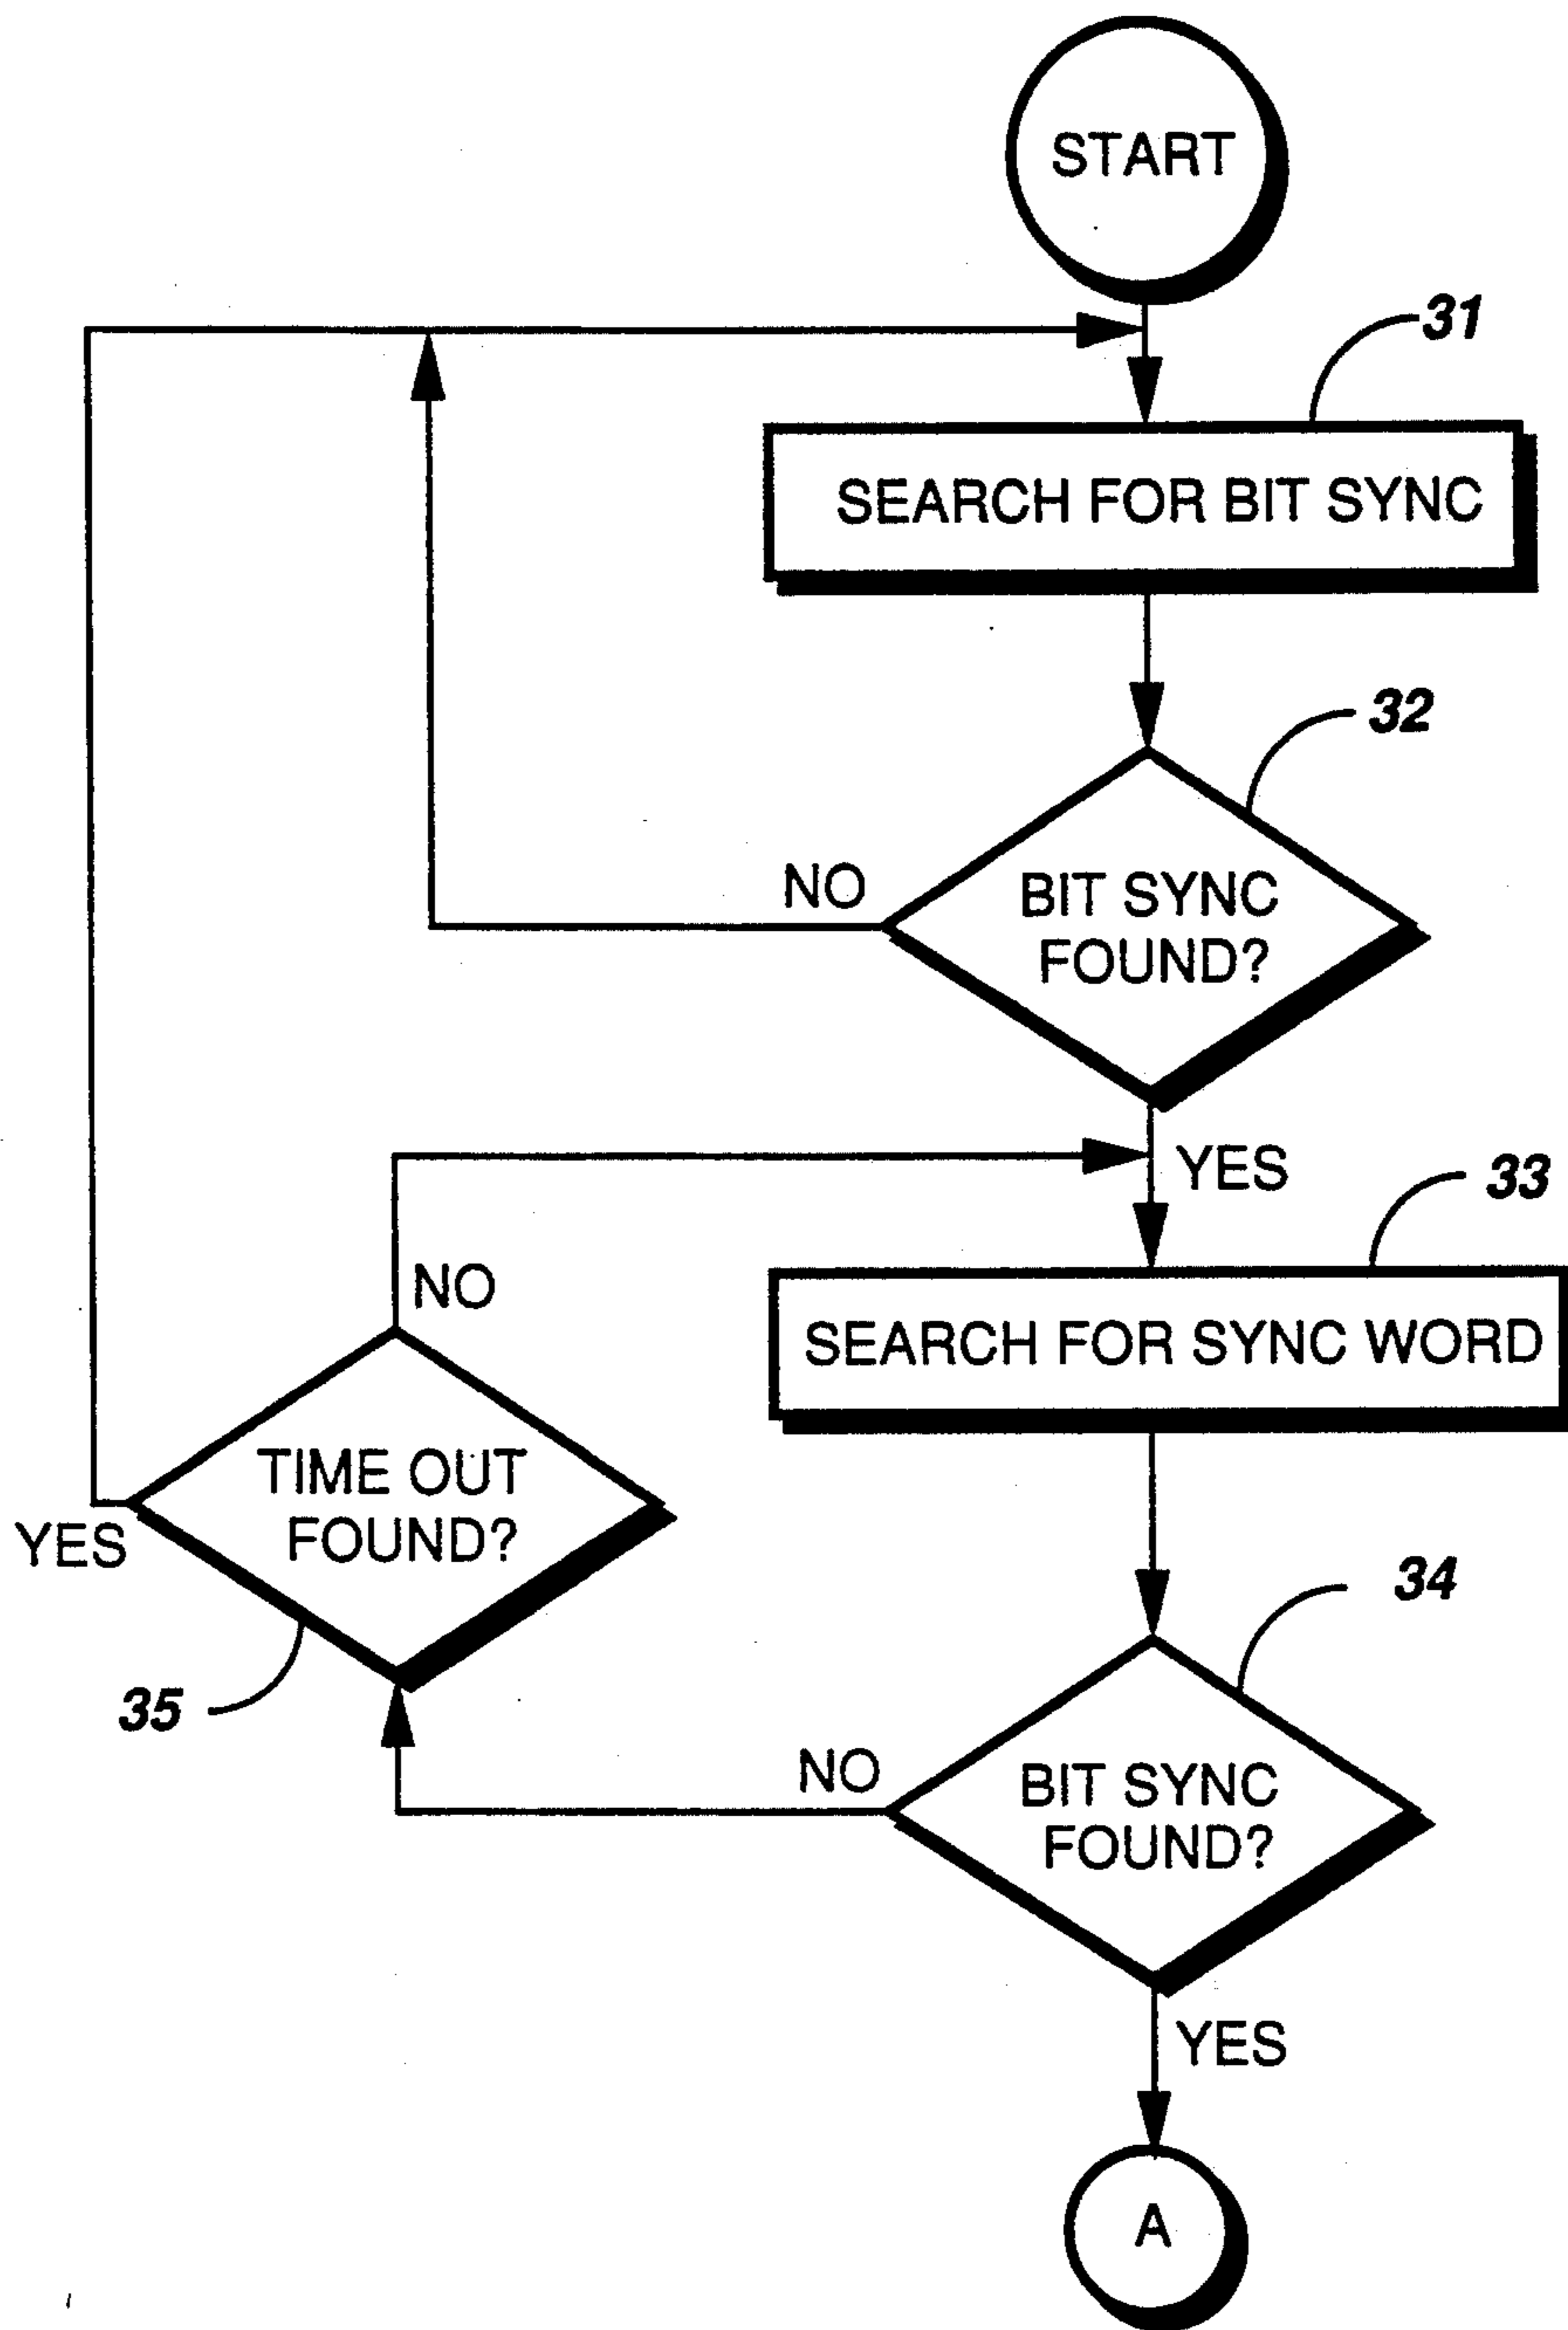 START
31
SEARCH FOR BIT SYNC
32
NO
BIT SYNC
FOUND?
YES
33
NO
SEARCH FOR SYNC WORD
TIME OUT
FOUND?
YES
34
35
NO
BIT SYNC
FOUND?
YES
A